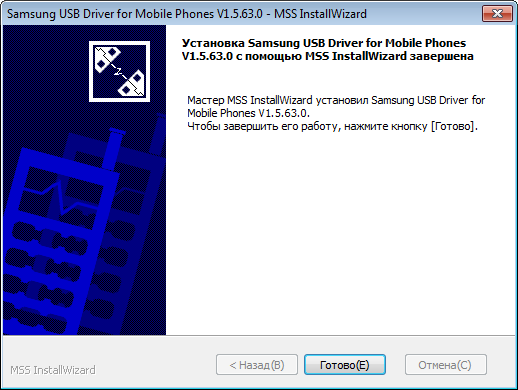 Samsung USB Driver for Mobile Phones V1.5.63.0 - MSS InstallWizard
Установка Samsung USB Driver for Mobile Phones
V1.5.63.0 с помощью MSS InstallWizard завершена
Мастер MSS InstallWizard установил Samsung USB Driver for
Mobile Phones V1.5.63.0.
Чтобы завершить его работу, нажмите кнопку [Готово].
MSS InstallWizard
< Назад(B)
Готово(E)
Отмена(C)